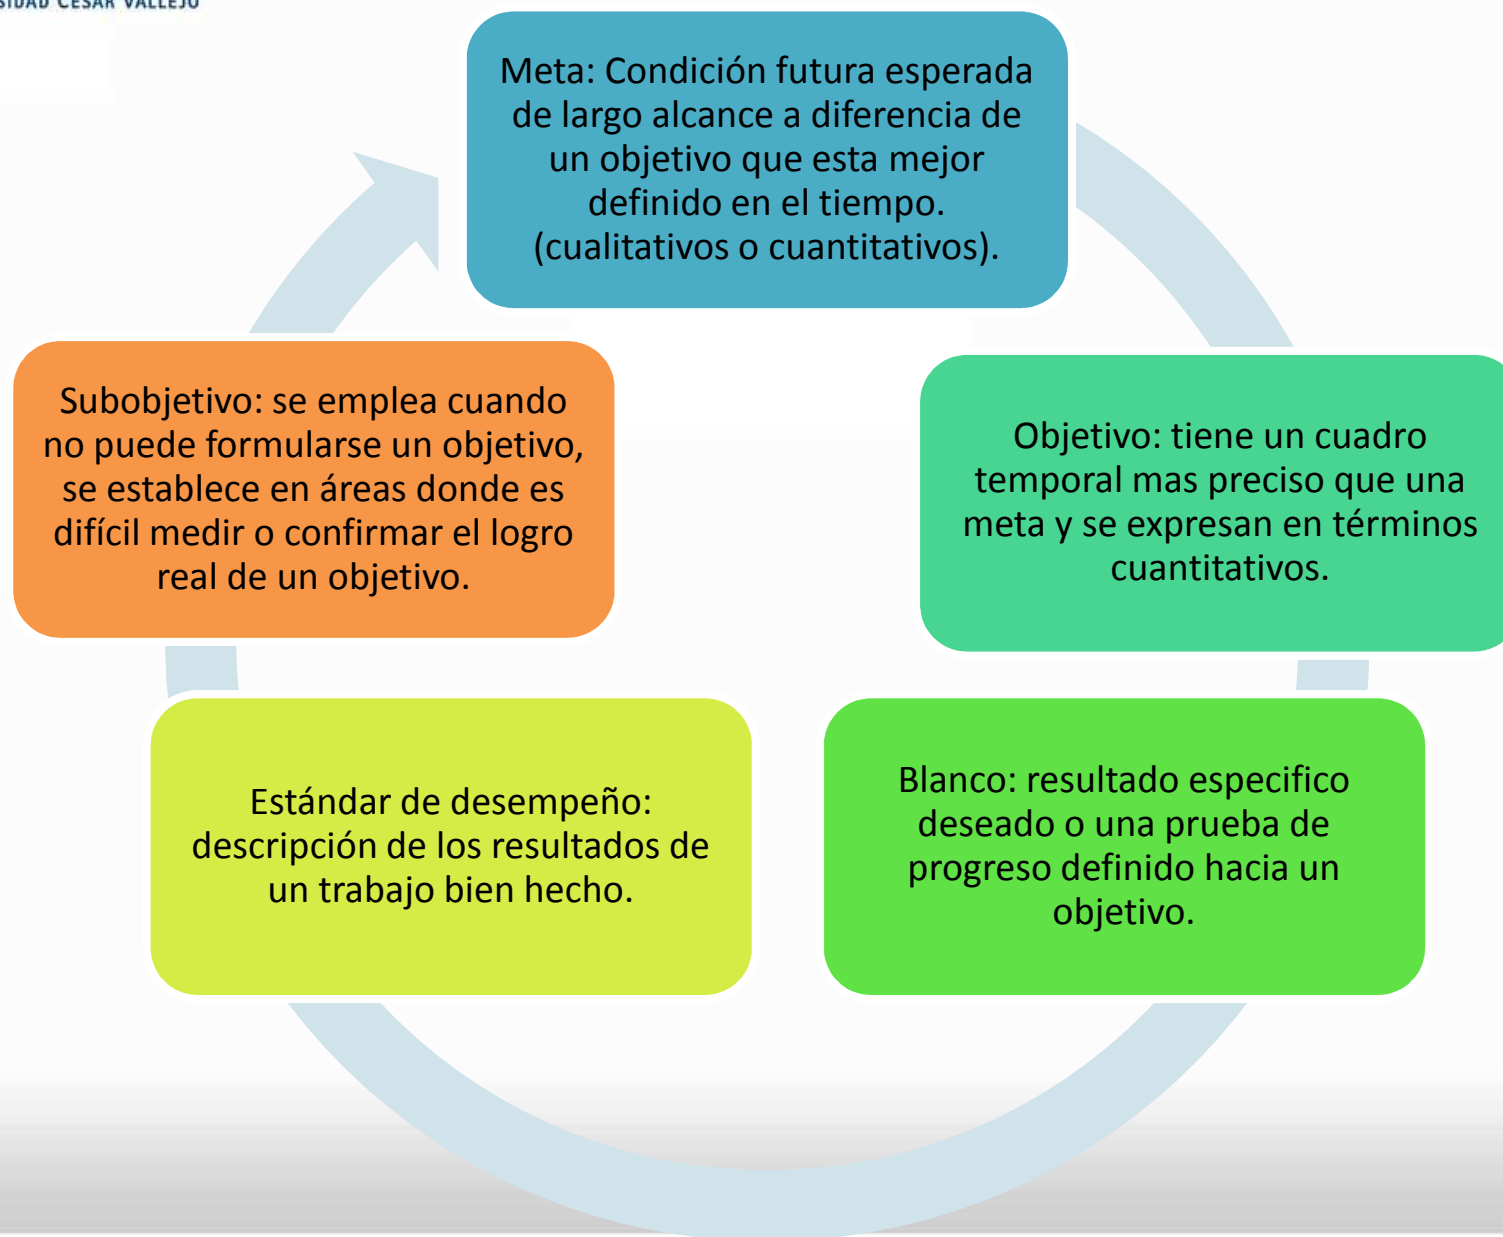 CESAR VALLEJO
Meta: Condición futura esperada
de largo alcance a diferencia de
un objetivo que esta mejor
definido en el tiempo.
(cualitativos o cuantitativos).
Subobjetivo: se emplea cuando
no puede formularse un objetivo,
se establece en áreas donde es
difícil medir o confirmar el logro
real de un objetivo.
Objetivo: tiene un cuadro
temporal mas preciso que una
meta y se expresan en términos
cuantitativos.
Estándar de desempeño:
descripción de los resultados de
un trabajo bien hecho.
Blanco: resultado especifico
deseado o una prueba de
progreso definido hacia un
objetivo.